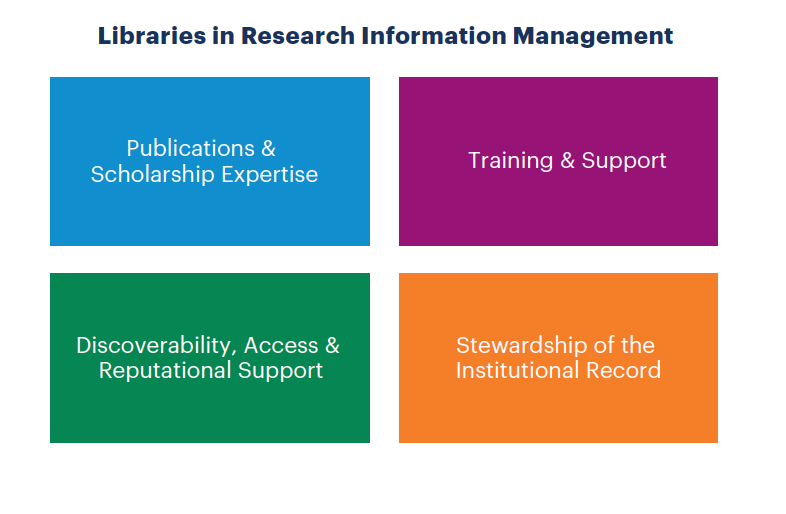 Libraries in Research Information Management
Publications &
Scholarship Expertise
Training & Support
Discoverability, Access &
Reputational Support
Stewardship of the
Institutional Record